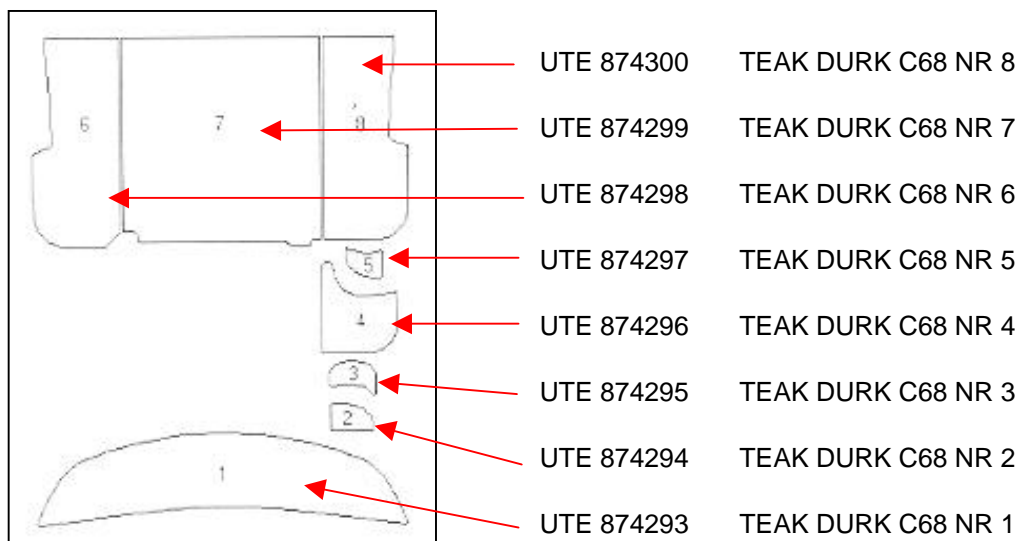 UTE 874300 TEAK DURK C68 NR 8
6 7 8
UTE 874299 TEAK DURK C68 NR 7
UTE 874298 TEAK DURK C68 NR 6
5 UTE 874297 TEAK DURK C68 NR 5
4 UTE 874296 TEAK DURK C68 NR 4
3 UTE 874295 TEAK DURK C68 NR 3
2
UTE 874294 TEAK DURK C68 NR 2
1
UTE 874293 TEAK DURK C68 NR 1